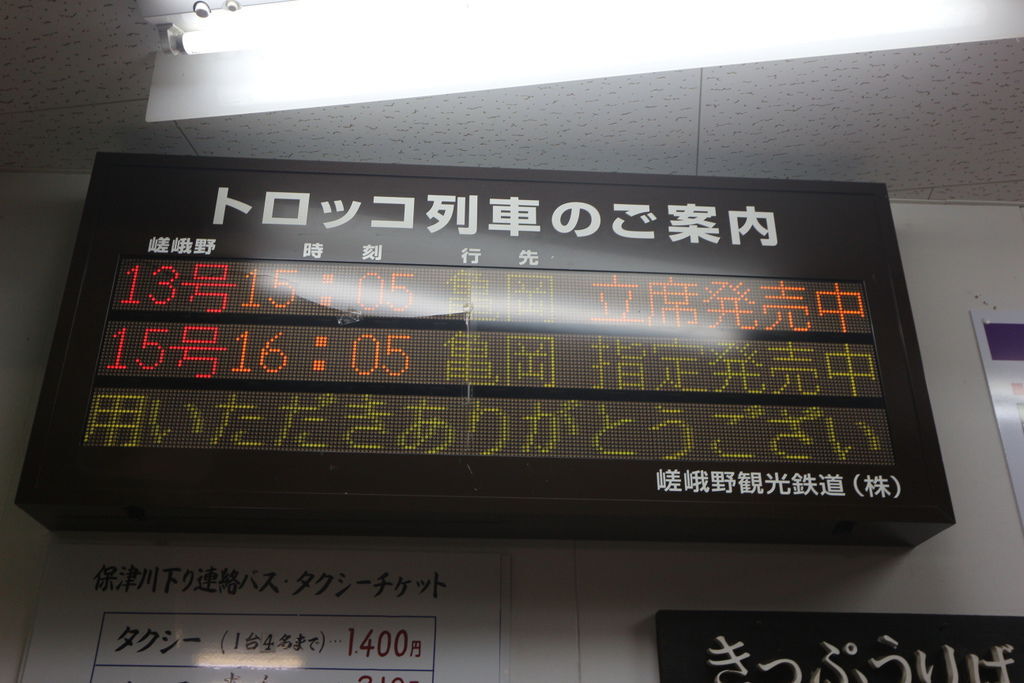 トロッコ列車のご案内
嵯峨野 時刻 行先
13号 15:05 亀岡 立席発売中
15号 16:05 亀岡 指定発売中
用いただきありがとうござい
嵯峨野観光鉄道(株)
保津川下り連絡バス・タクシーチケット
タクシー (1台4名まで)…1.400円
きっぷうりば